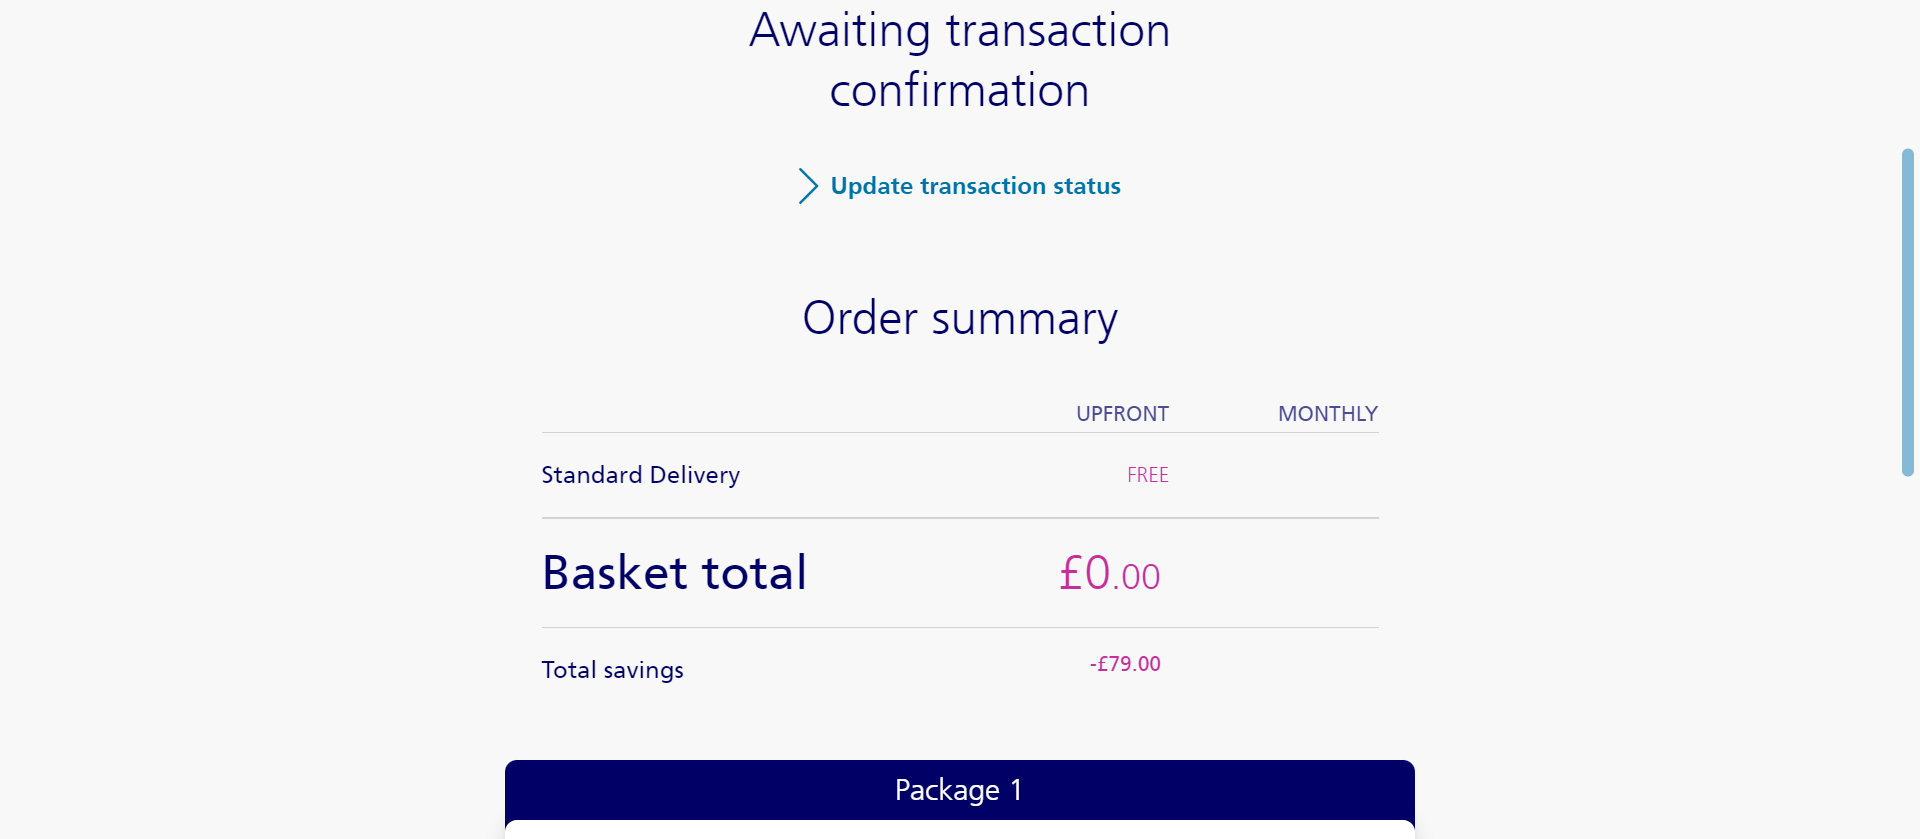 Awaiting transaction
confirmation
Update transaction status
Order summary
UPFRONT MONTHLY
Standard Delivery FREE
Basket total £0.00
Total savings -£79.00
Package 1